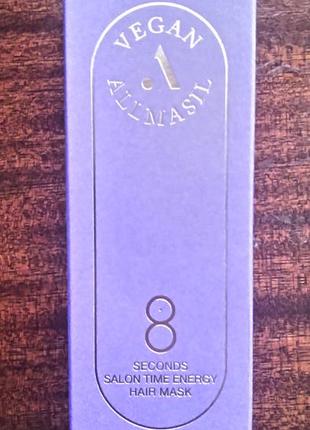 VEGAN
A
ALLMASIL
8
SECONDS
SALON TIME ENERGY
HAIR MASK